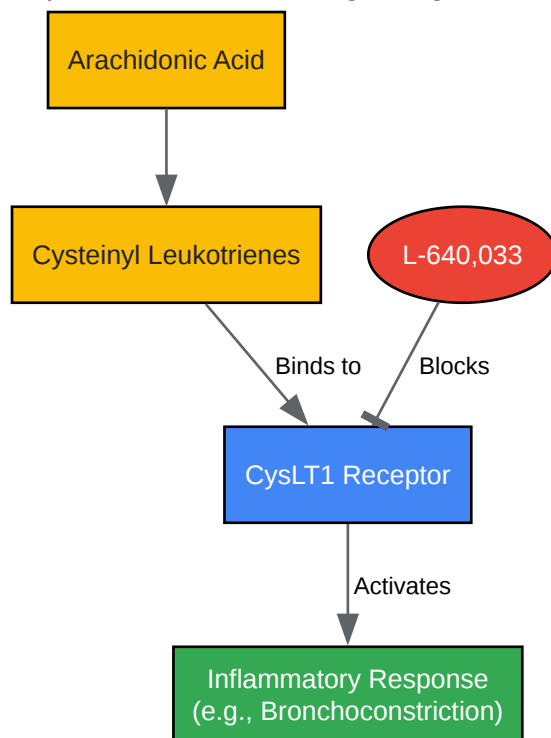 Arachidonic Acid
Cysteinyl Leukotrienes
L-640,033
Binds to
Blocks
CysLT1 Receptor
Activates
Inflammatory Response
(e.g., Bronchoconstriction)